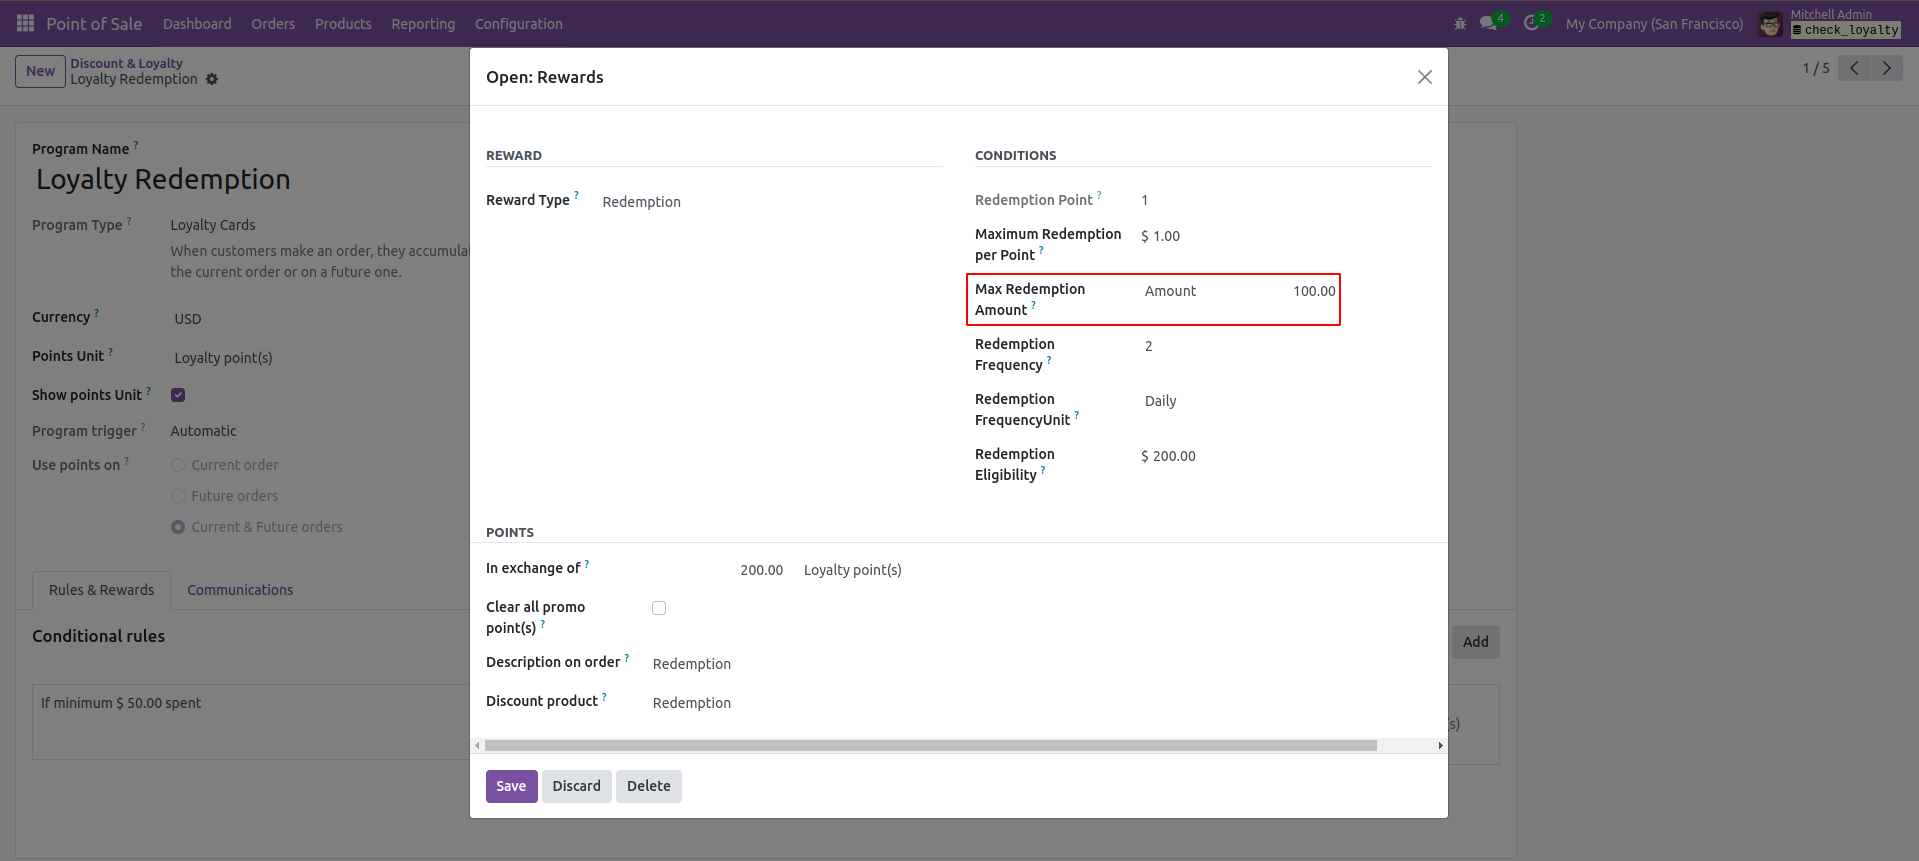 Point of Sale Dashboard Orders Products Reporting Configuration 4 2 My Company (San Francisco) Mitchell Admin
check_loyalty
New Discount & Loyalty
Loyalty Redemption
1 / 5
Program Name ?
Loyalty Redemption
Program Type ? Loyalty Cards
When customers make an order, they accumulat
the current order or on a future one.
Currency ? USD
Points Unit ? Loyalty point(s)
Show points Unit ?
Program trigger ? Automatic
Use points on ? Current order
Future orders
Current & Future orders
Rules & Rewards Communications
Conditional rules
Add
If minimum $ 50.00 spent
(s)
Open: Rewards
REWARD
Reward Type ? Redemption
CONDITIONS
Redemption Point ? 1
Maximum Redemption
per Point ? $ 1.00
Max Redemption
Amount ? Amount 100.00
Redemption
Frequency ? 2
Redemption
FrequencyUnit ? Daily
Redemption
Eligibility ? $ 200.00
POINTS
In exchange of ? 200.00 Loyalty point(s)
Clear all promo
point(s) ?
Description on order ? Redemption
Discount product ? Redemption
Save Discard Delete